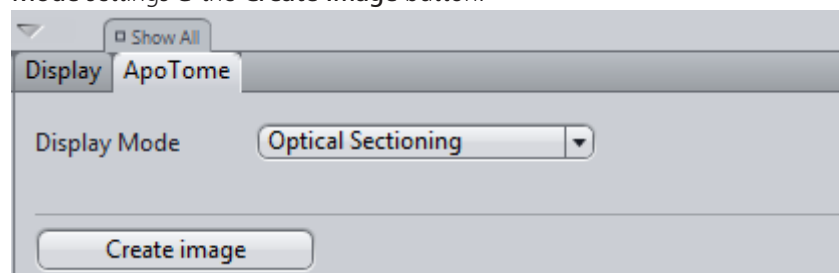 Mode settings & the Create Image button.
Show All
Display ApoTome
Display Mode Optical Sectioning
Create image